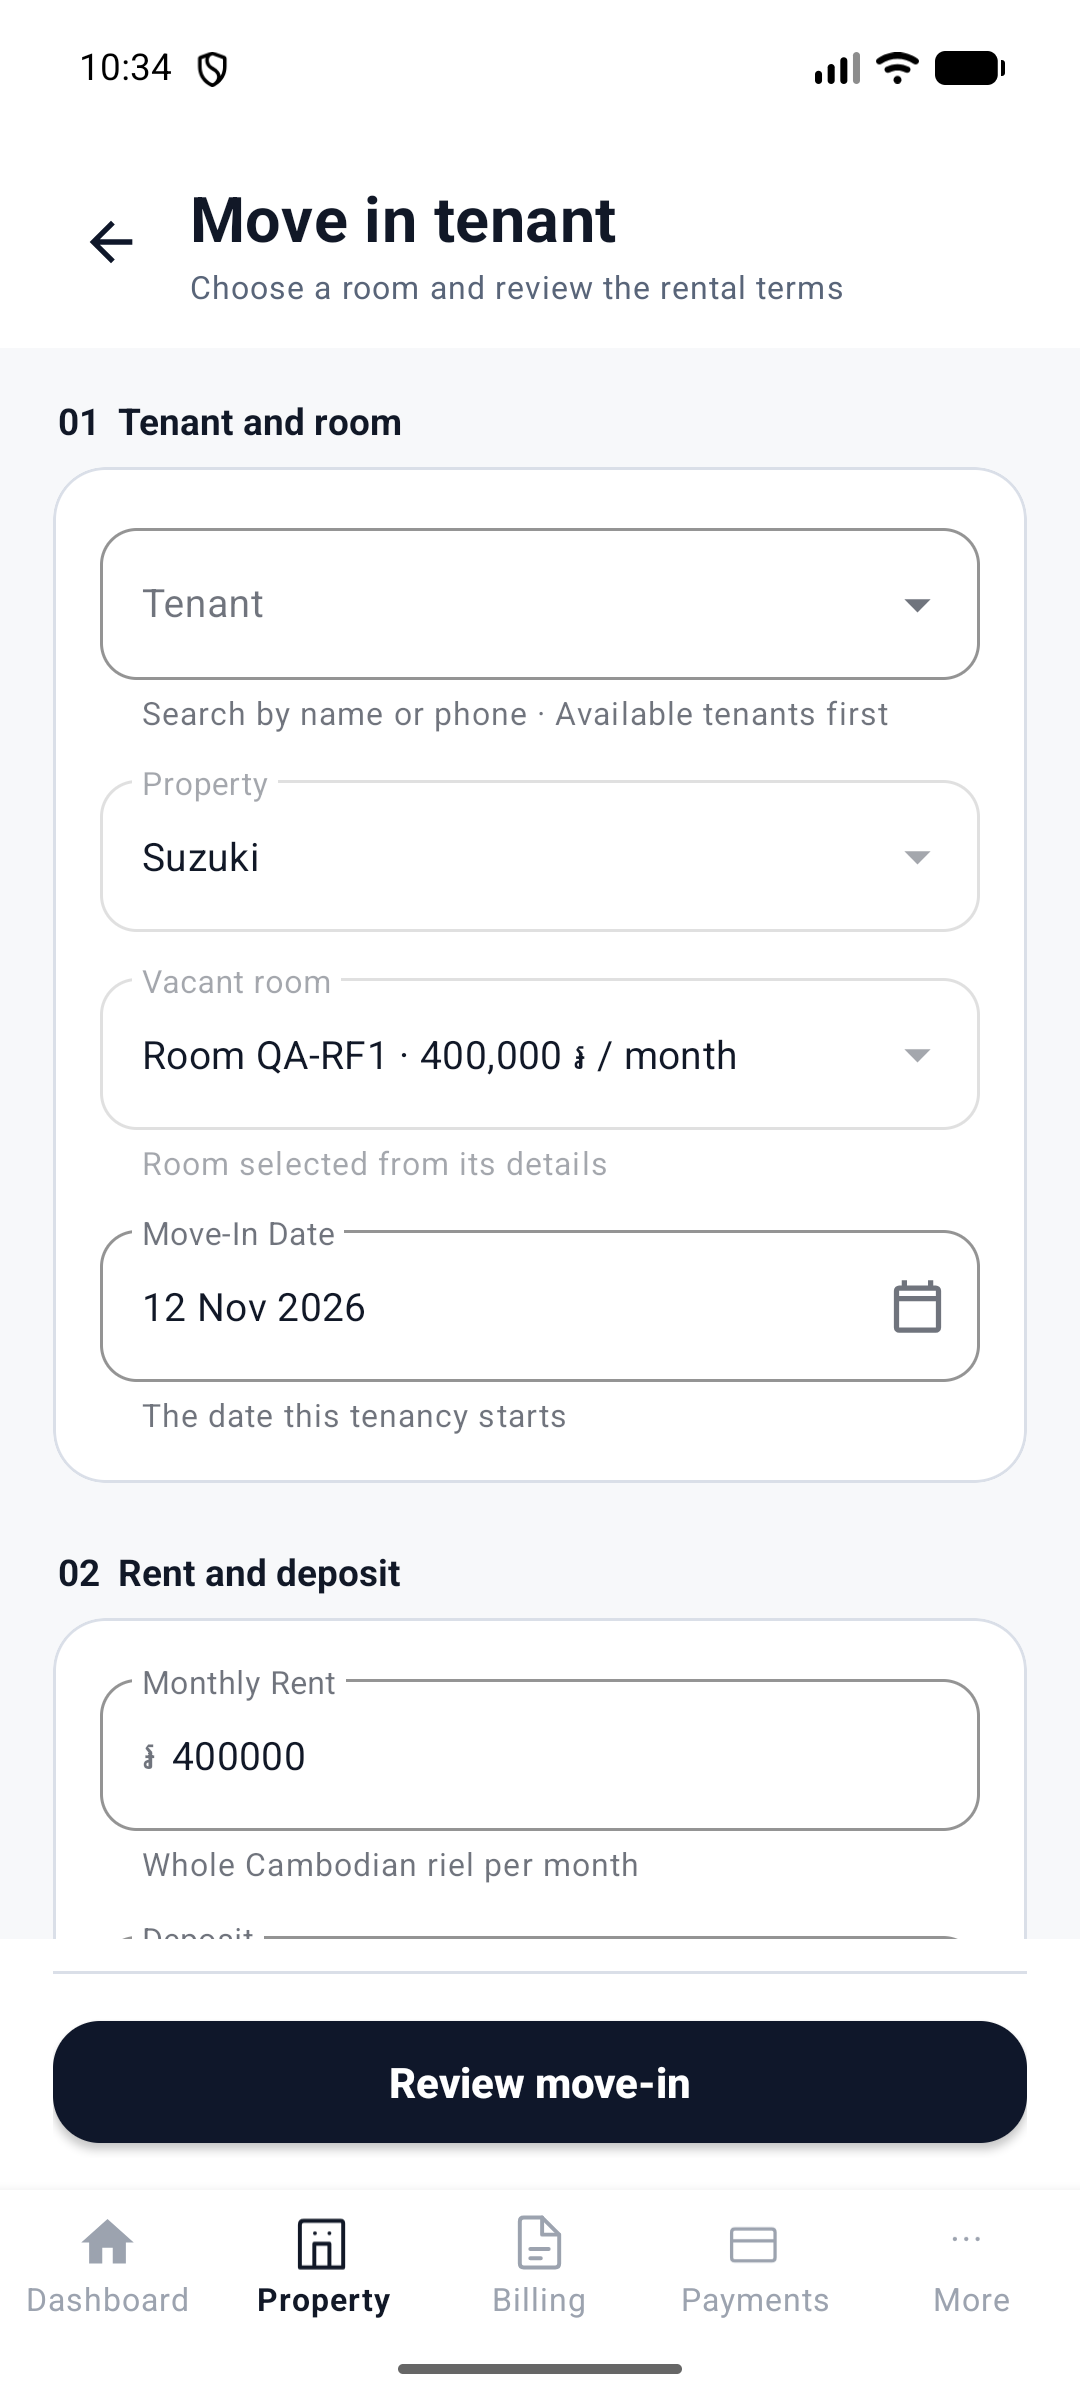 10:34
Move in tenant
Choose a room and review the rental terms
01 Tenant and room
Tenant
Search by name or phone · Available tenants first
Property
Suzuki
Vacant room
Room QA-RF1 · 400,000 ៛ / month
Room selected from its details
Move-In Date
12 Nov 2026
The date this tenancy starts
02 Rent and deposit
Monthly Rent
៛ 400000
Whole Cambodian riel per month
Deposit
Review move-in
Dashboard
Property
Billing
Payments
More